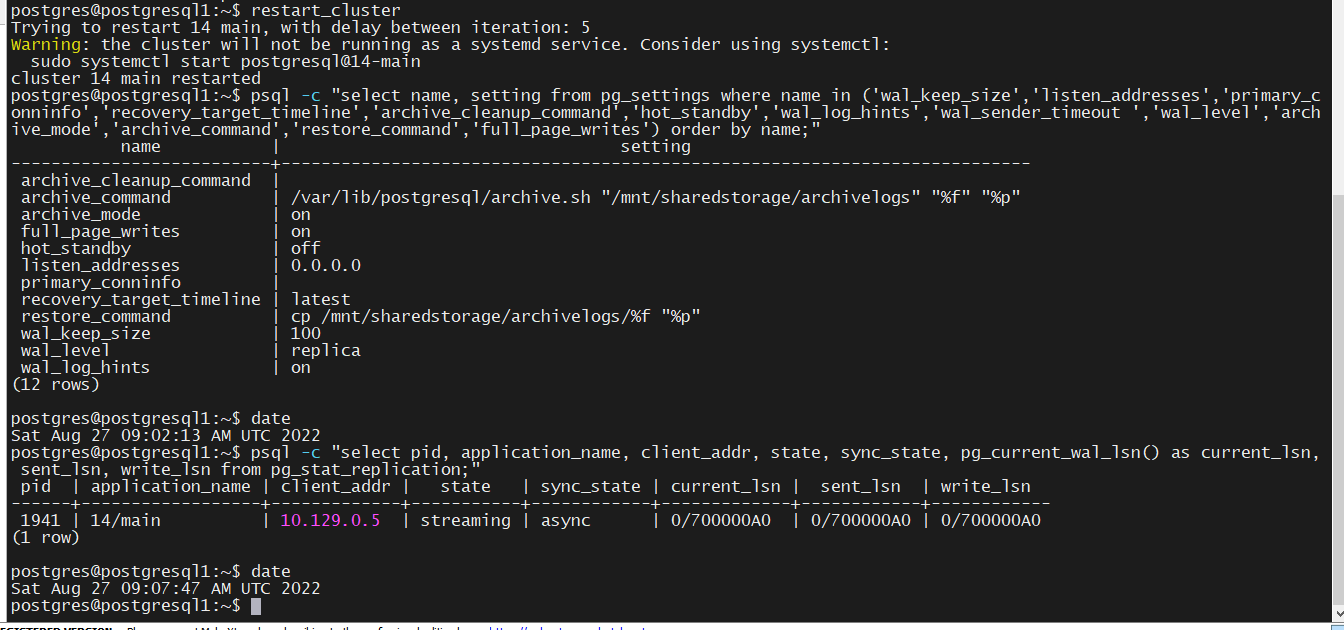 postgres@postgresql1:~$ restart_cluster
Trying to restart 14 main, with delay between iteration: 5
Warning: the cluster will not be running as a systemd service. Consider using systemctl:
  sudo systemctl start postgresql@14-main
cluster 14 main restarted
postgres@postgresql1:~$ psql -c "select name, setting from pg_settings where name in ('wal_keep_size','listen_addresses','primary_c
onninfo','recovery_target_timeline','archive_cleanup_command','hot_standby','wal_log_hints','wal_sender_timeout ','wal_level','arch
ive_mode','archive_command','restore_command','full_page_writes') order by name;"
           name           |                                  setting
--------------------------+---------------------------------------------------------------------------
 archive_cleanup_command  |
 archive_command          | /var/lib/postgresql/archive.sh "/mnt/sharedstorage/archivelogs" "%f" "%p"
 archive_mode             | on
 full_page_writes         | on
 hot_standby              | off
 listen_addresses         | 0.0.0.0
 primary_conninfo         |
 recovery_target_timeline | latest
 restore_command          | cp /mnt/sharedstorage/archivelogs/%f "%p"
 wal_keep_size            | 100
 wal_level                | replica
 wal_log_hints            | on
(12 rows)

postgres@postgresql1:~$ date
Sat Aug 27 09:02:13 AM UTC 2022
postgres@postgresql1:~$ psql -c "select pid, application_name, client_addr, state, sync_state, pg_current_wal_lsn() as current_lsn,
 sent_lsn, write_lsn from pg_stat_replication;"
 pid  | application_name | client_addr |   state   | sync_state | current_lsn |  sent_lsn  | write_lsn
------+------------------+-------------+-----------+------------+-------------+------------+------------
 1941 | 14/main          | 10.129.0.5  | streaming | async      | 0/700000A0  | 0/700000A0 | 0/700000A0
(1 row)

postgres@postgresql1:~$ date
Sat Aug 27 09:07:47 AM UTC 2022
postgres@postgresql1:~$